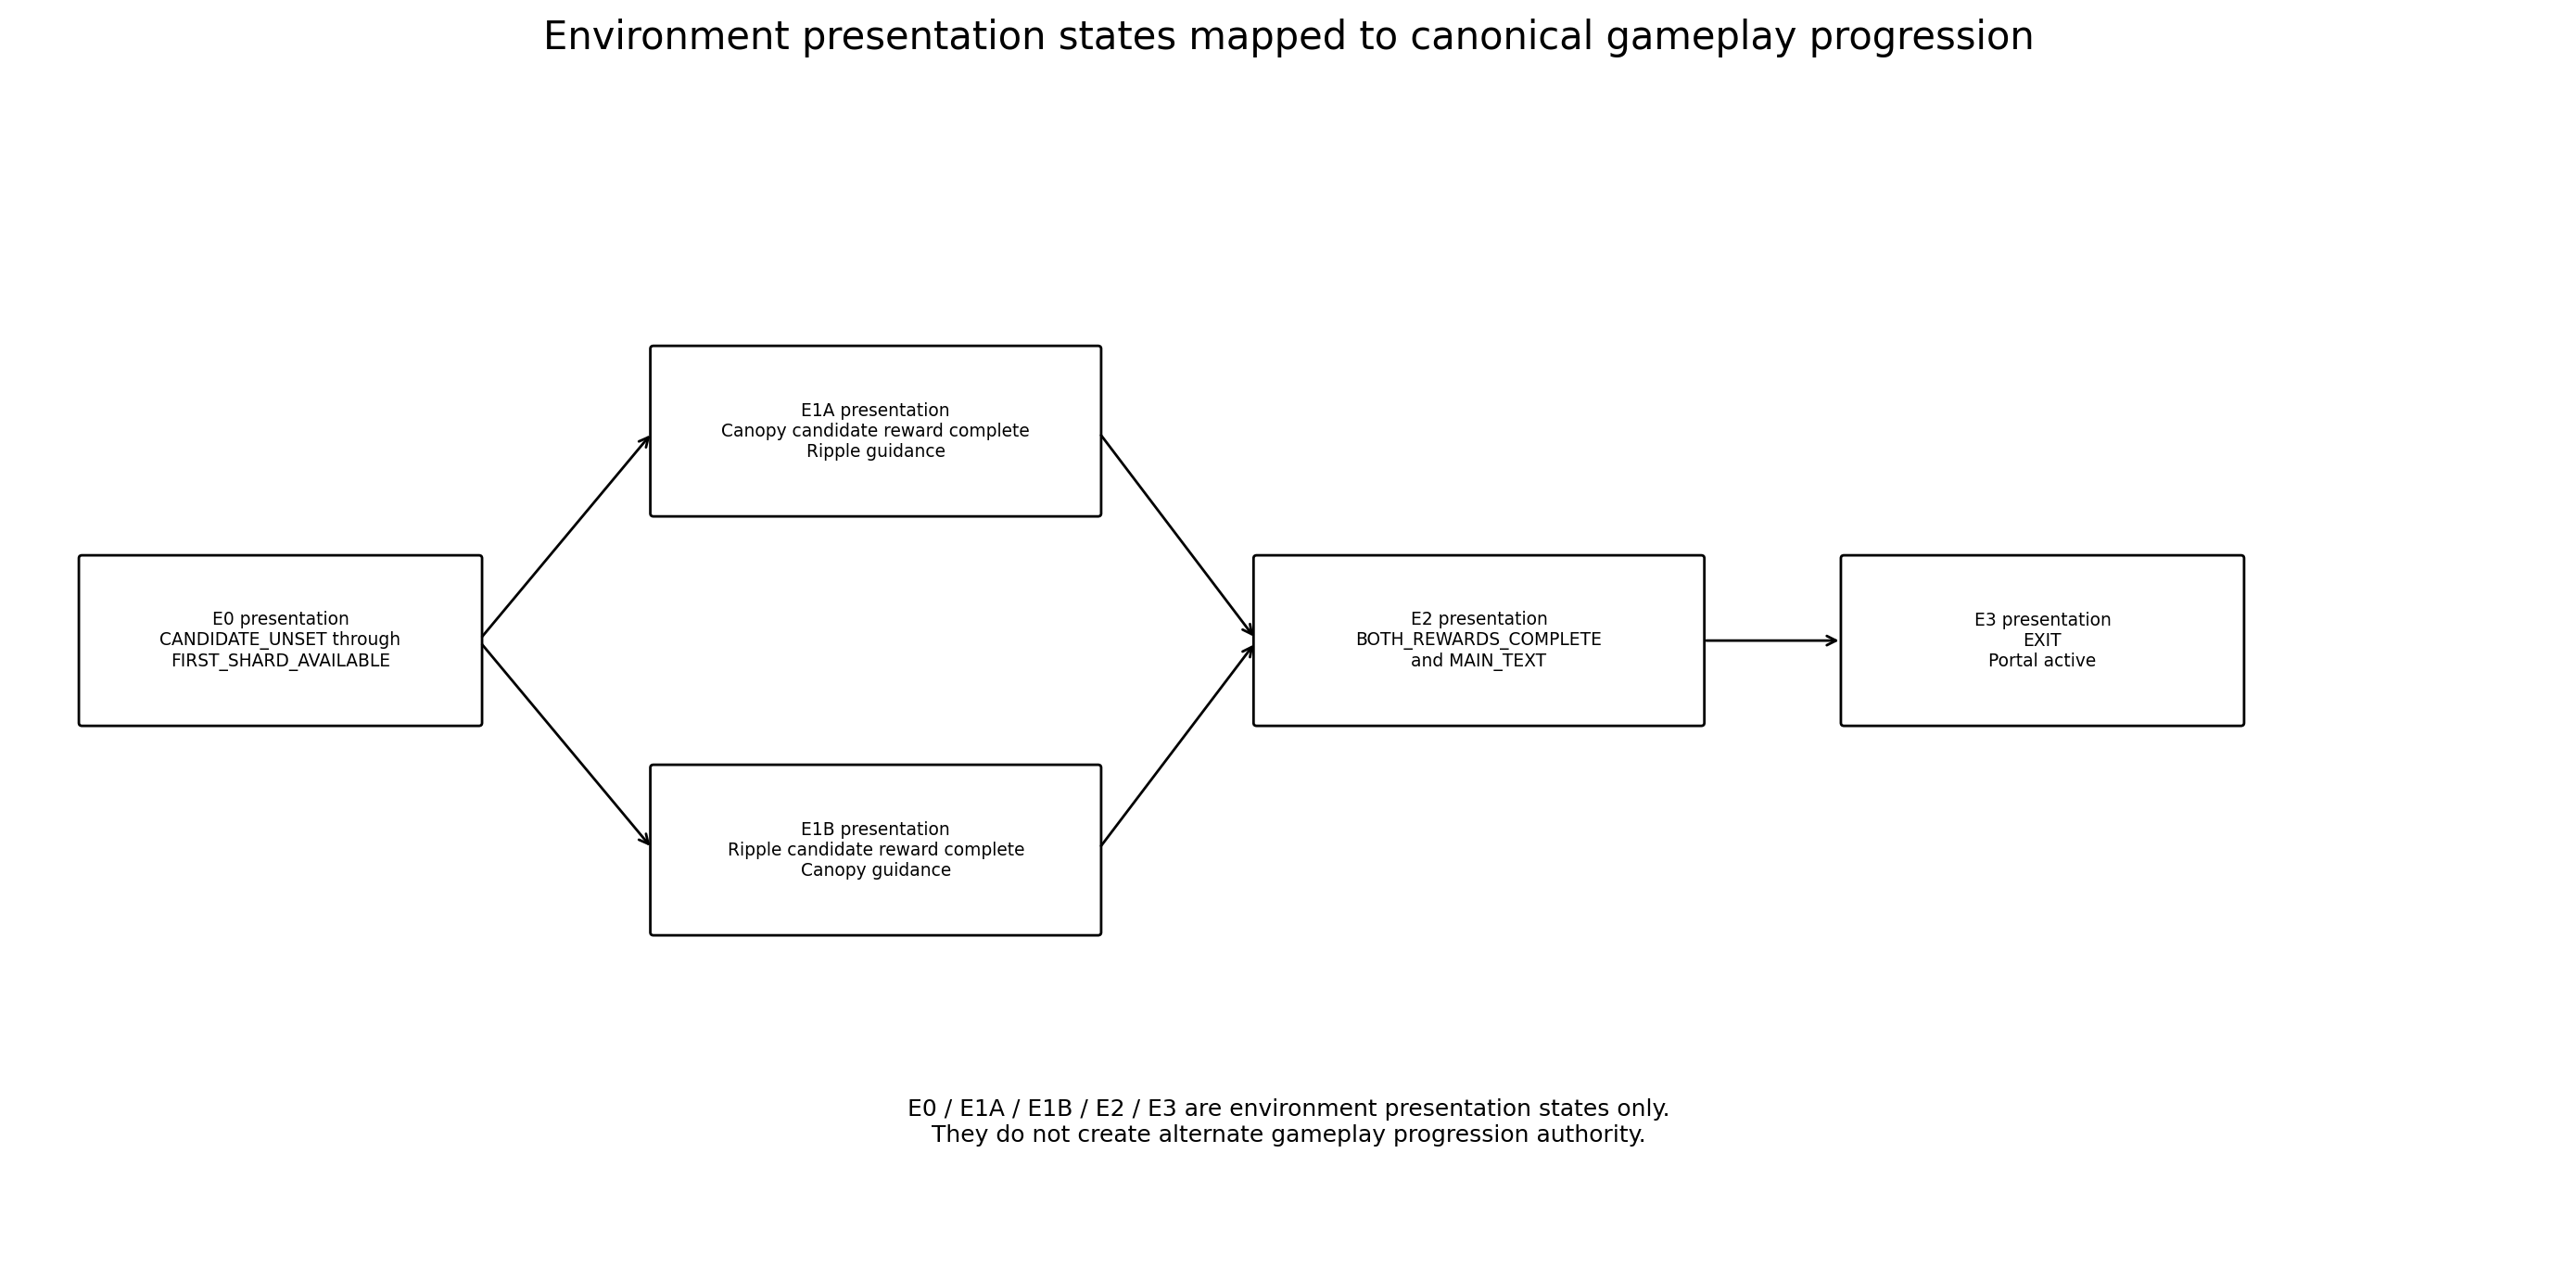 Environment presentation states mapped to canonical gameplay progression
E1A presentation
Canopy candidate reward complete
Ripple guidance
E0 presentation
CANDIDATE_UNSET through
FIRST_SHARD_AVAILABLE
E2 presentation
BOTH_REWARDS_COMPLETE
and MAIN_TEXT
E3 presentation
EXIT
Portal active
E1B presentation
Ripple candidate reward complete
Canopy guidance
E0 / E1A / E1B / E2 / E3 are environment presentation states only.
They do not create alternate gameplay progression authority.